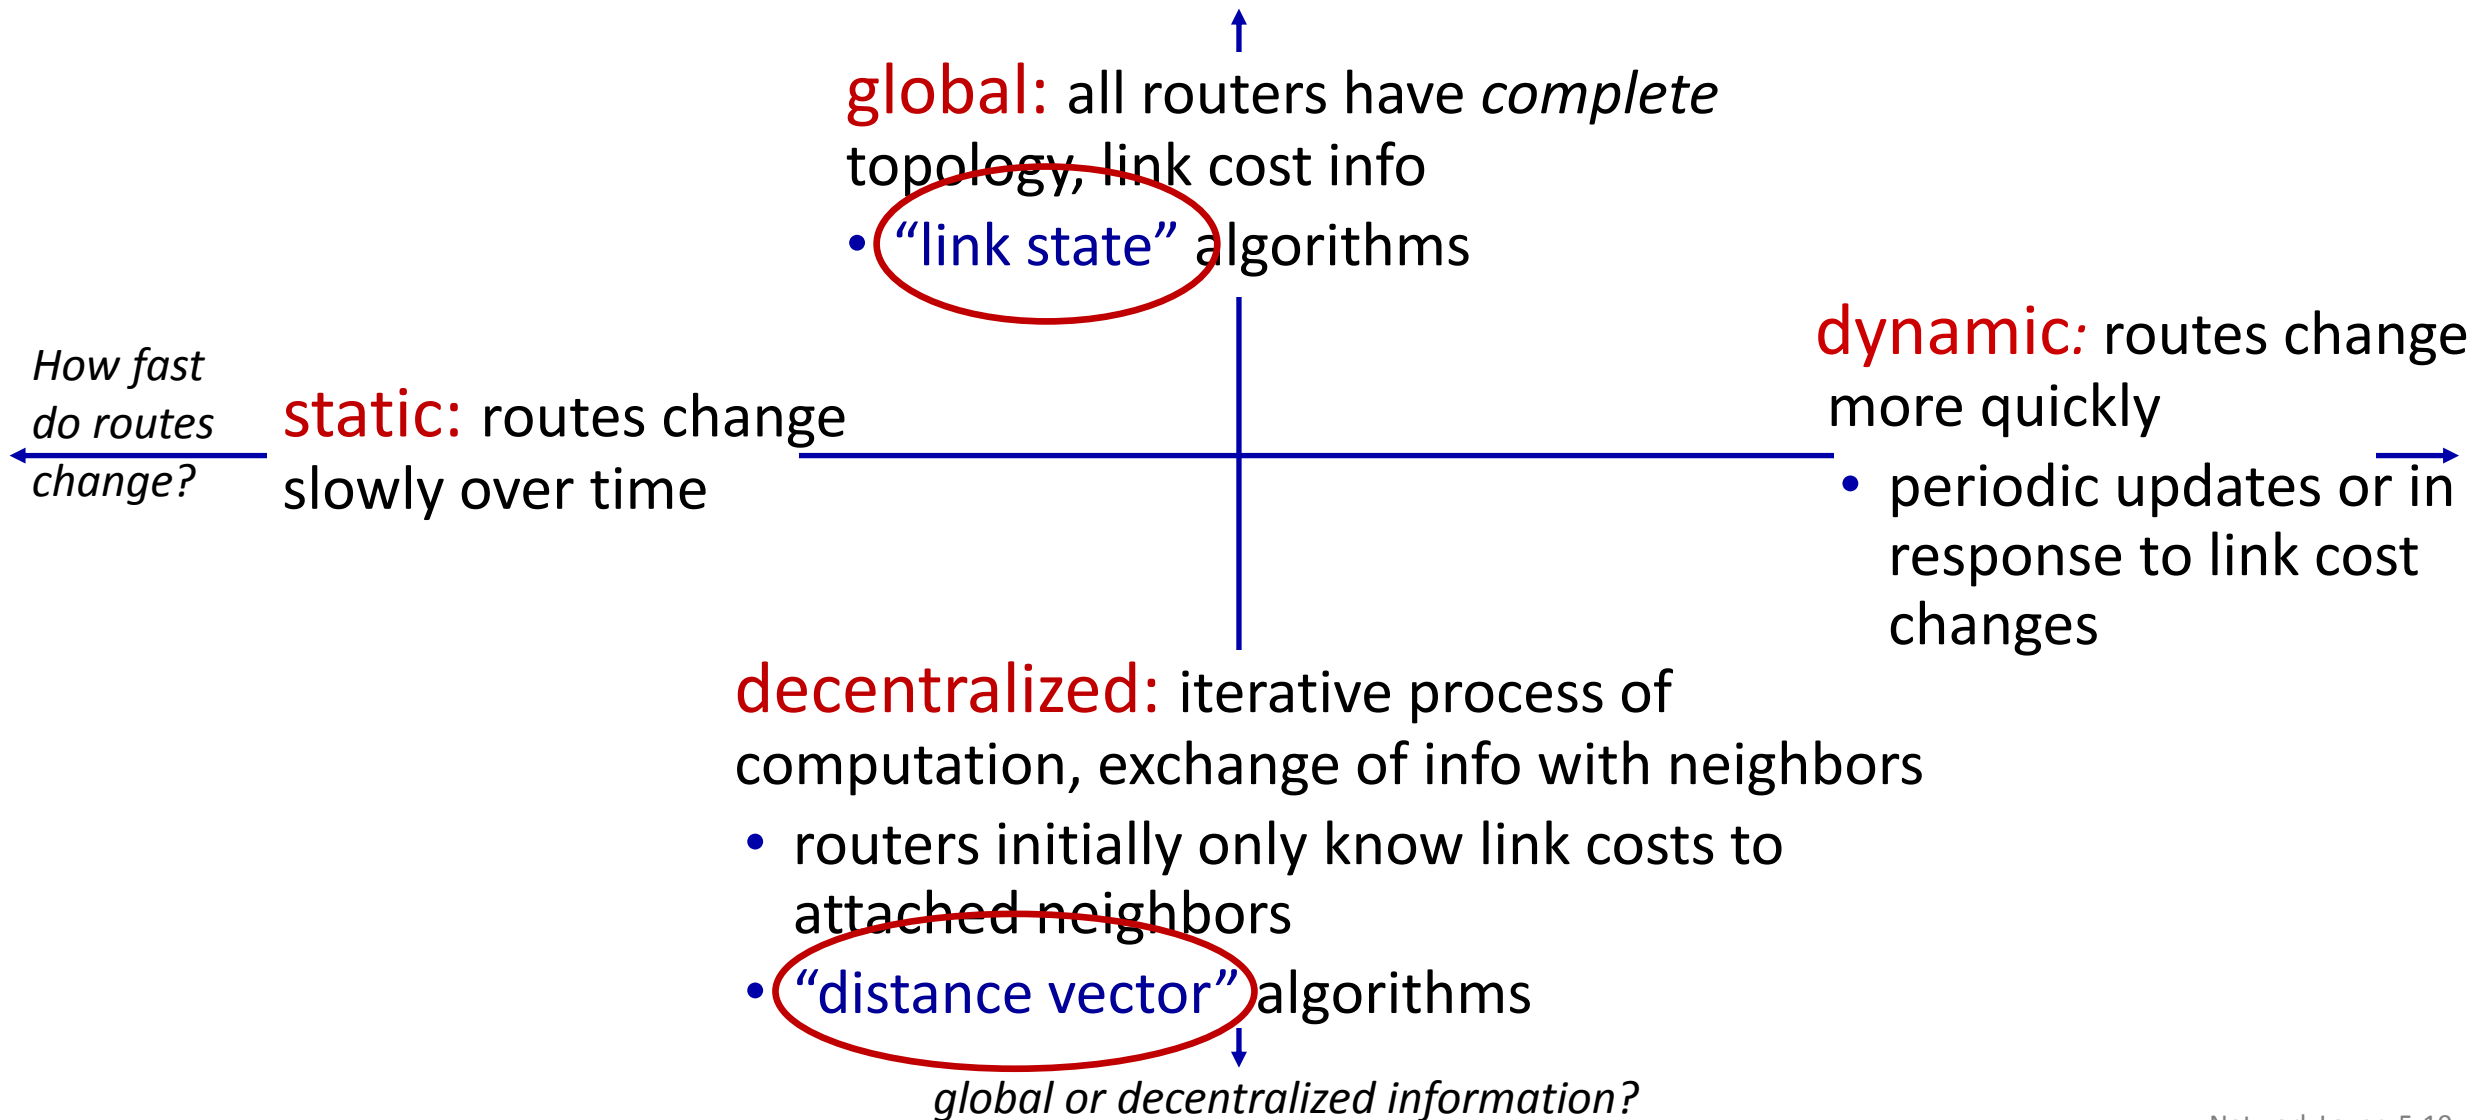 global: all routers have complete
topology, link cost info
• “link state” algorithms
How fast
do routes
change?
static: routes change
slowly over time
dynamic: routes change
more quickly
• periodic updates or in
response to link cost
changes
decentralized: iterative process of
computation, exchange of info with neighbors
• routers initially only know link costs to
attached neighbors
• “distance vector” algorithms
global or decentralized information?